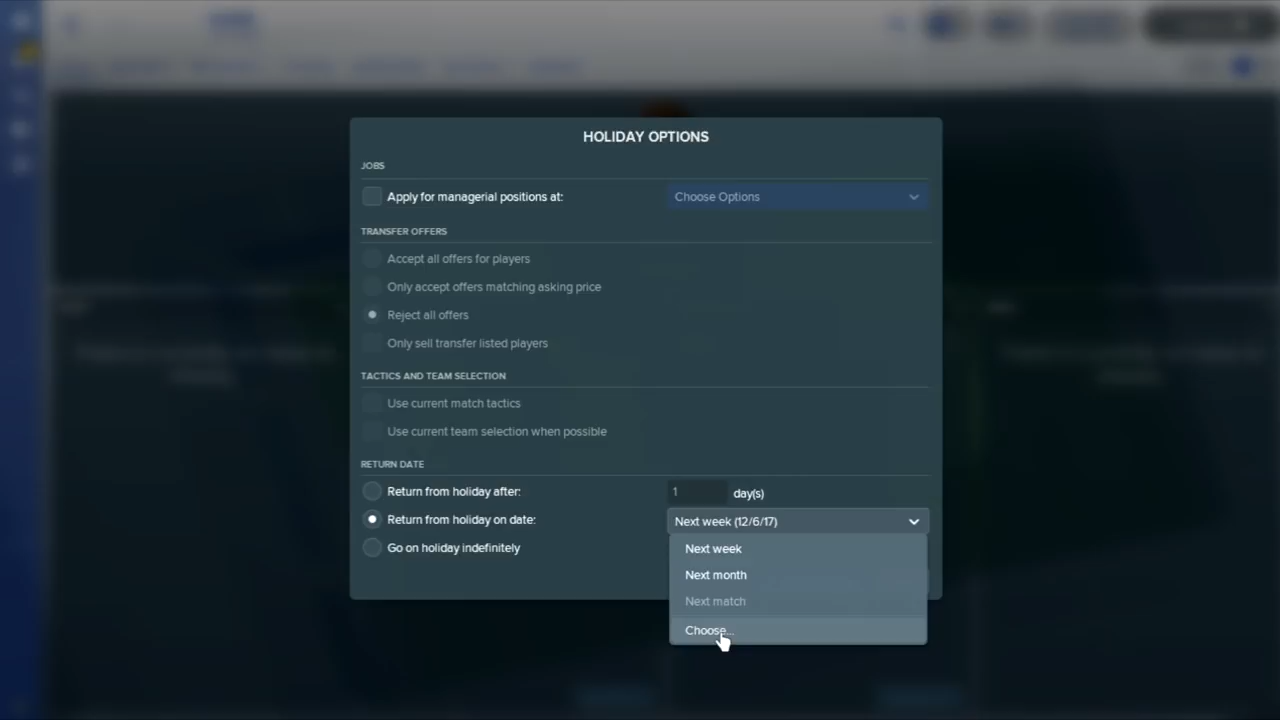 HOLIDAY OPTIONS
JOBS
Apply for managerial positions at:
Choose Options
TRANSFER OFFERS
Accept all offers for players
Only accept offers matching asking price
Reject all offers
Only sell transfer listed players
TACTICS AND TEAM SELECTION
Use current match tactics
Use current team selection when possible
RETURN DATE
Return from holiday after:
1
day(s)
Return from holiday on date:
Next week (12/6/17)
Go on holiday indefinitely
Next week
Next month
Next match
Choose...